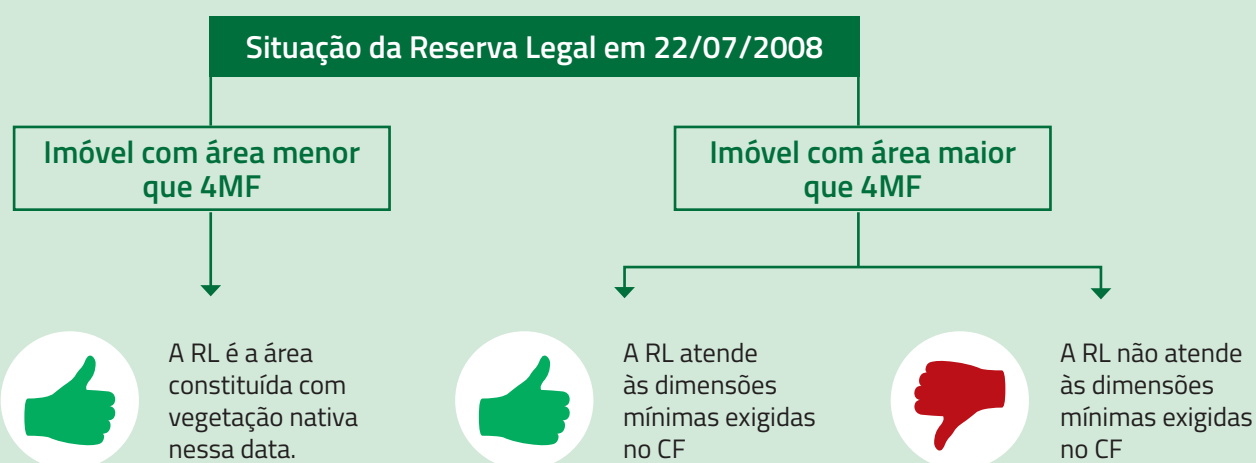 Situação da Reserva Legal em 22/07/2008
Imóvel com área menor
que 4MF
Imóvel com área maior
que 4MF
A RL é a área
constituída com
vegetação nativa
nessa data.
A RL atende
às dimensões
mínimas exigidas
no CF
A RL não atende
às dimensões
mínimas exigidas
no CF